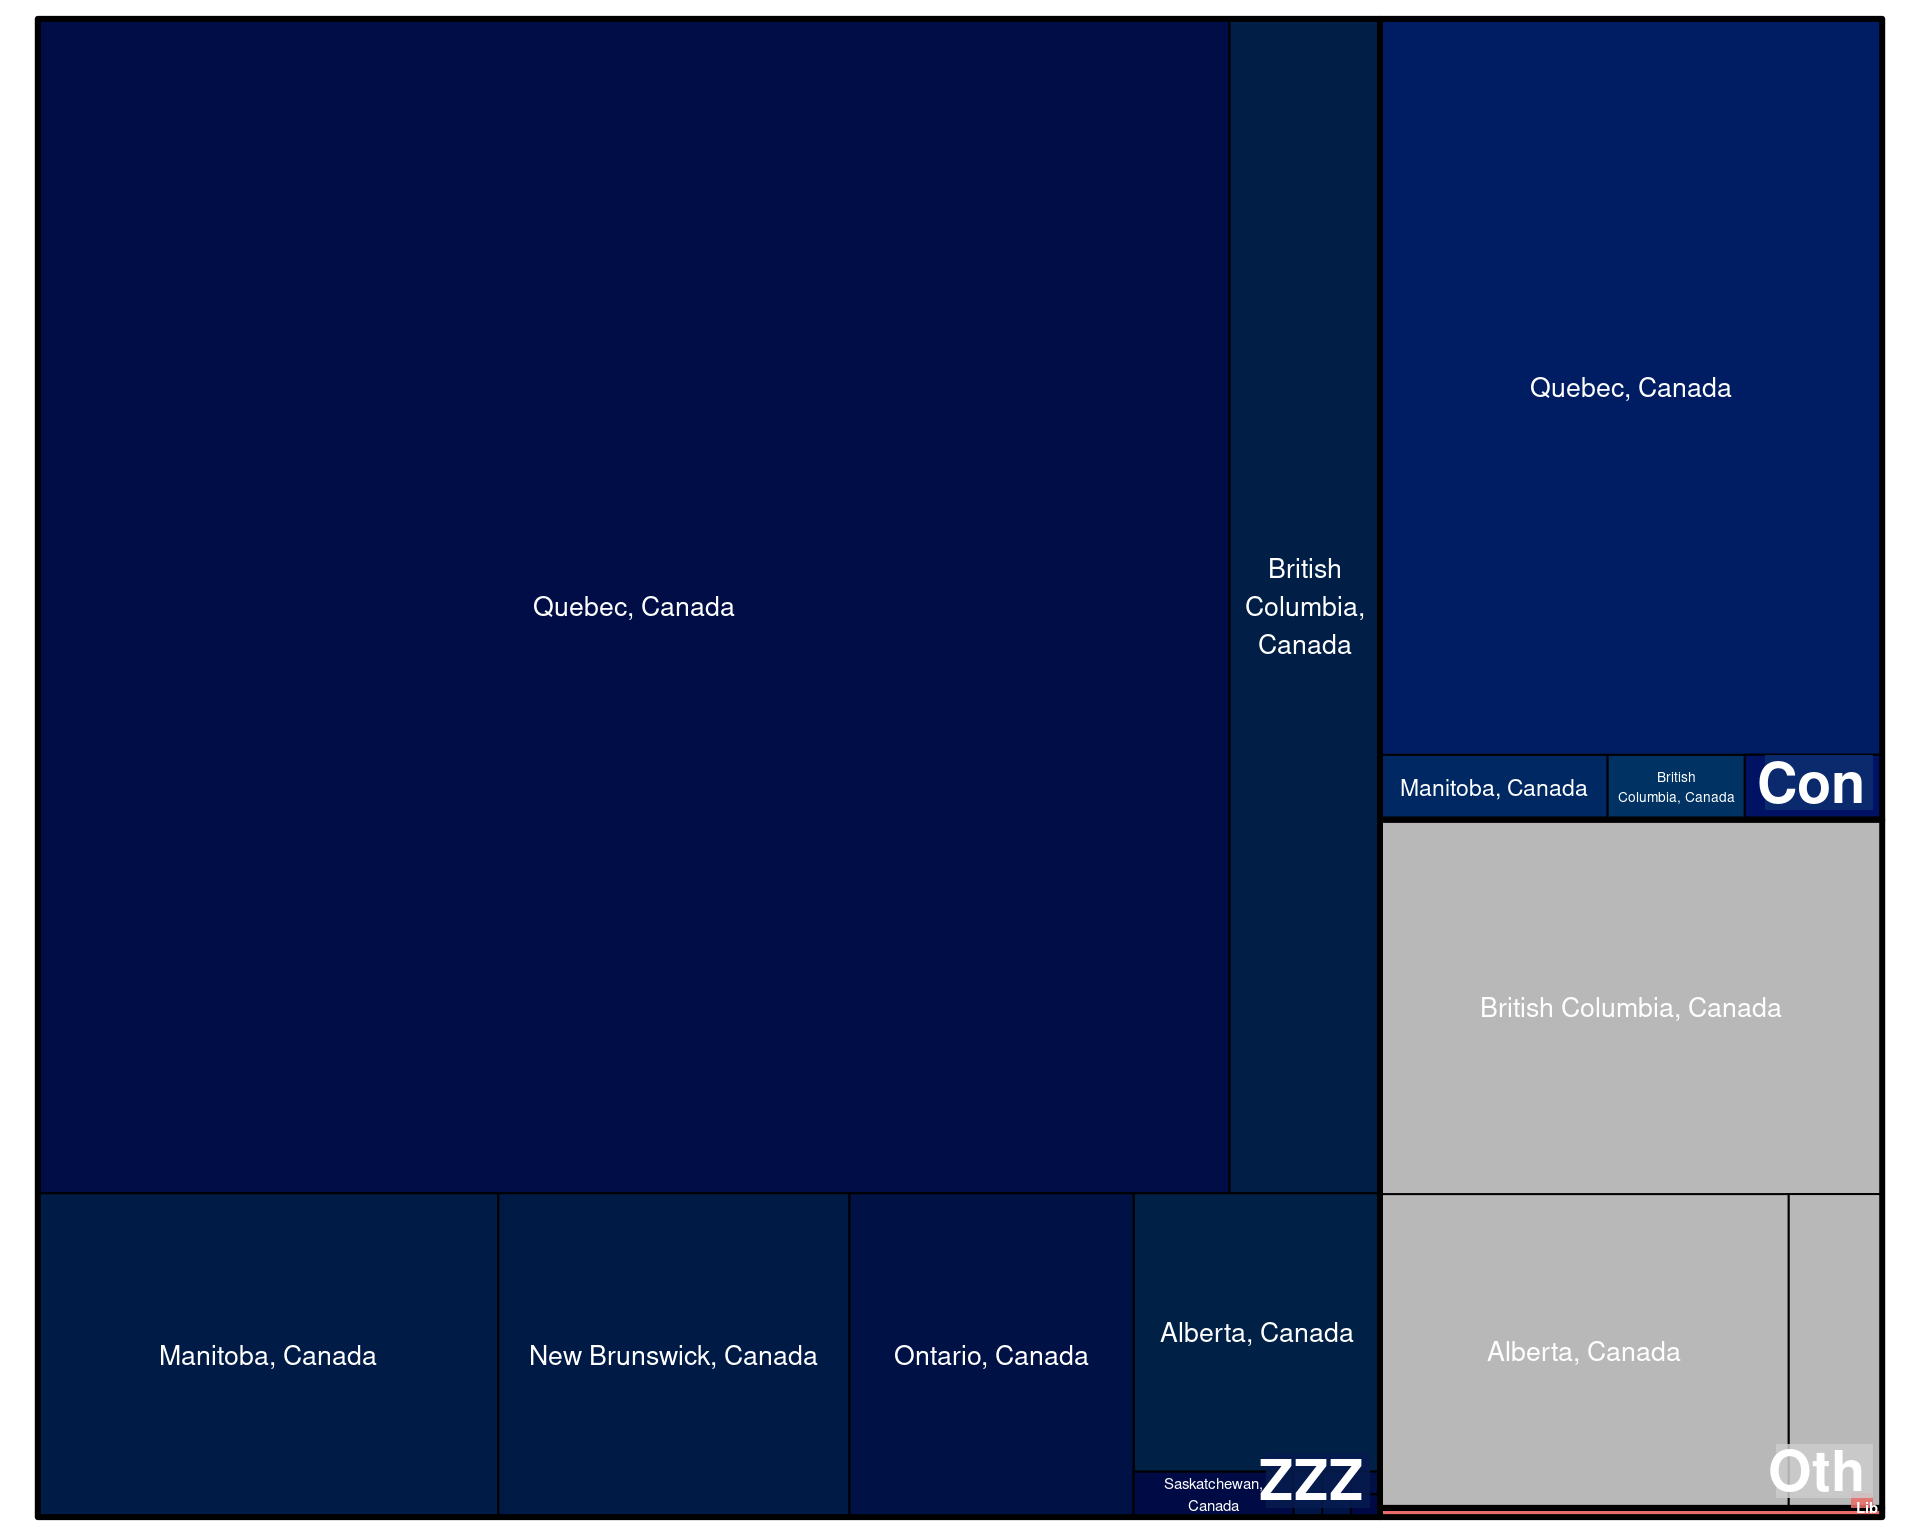 Quebec, Canada
British
Columbia,
Canada
Manitoba, Canada
New Brunswick, Canada
Ontario, Canada
Alberta, Canada
Saskatchewan,
Canada
ZZZ
Quebec, Canada
Manitoba, Canada
British
Columbia, Canada
Con
British Columbia, Canada
Alberta, Canada
Oth
Lib